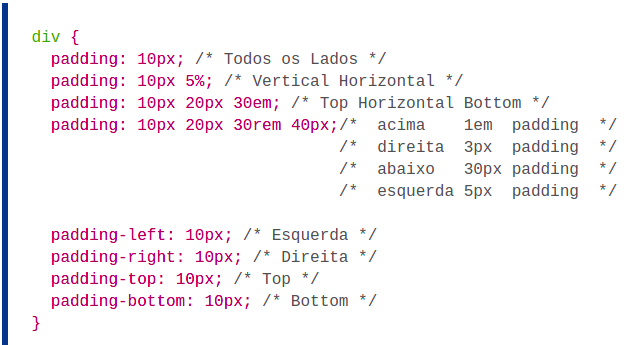 div {
  padding: 10px; /* Todos os Lados */
  padding: 10px 5%; /* Vertical Horizontal */
  padding: 10px 20px 30em; /* Top Horizontal Bottom */
  padding: 10px 20px 30rem 40px;/*  acima    1em  padding  */
                                /*  direita  3px  padding  */
                                /*  abaixo   30px padding  */
                                /*  esquerda 5px  padding  */
  padding-left: 10px; /* Esquerda */
  padding-right: 10px; /* Direita */
  padding-top: 10px; /* Top */
  padding-bottom: 10px; /* Bottom */
}